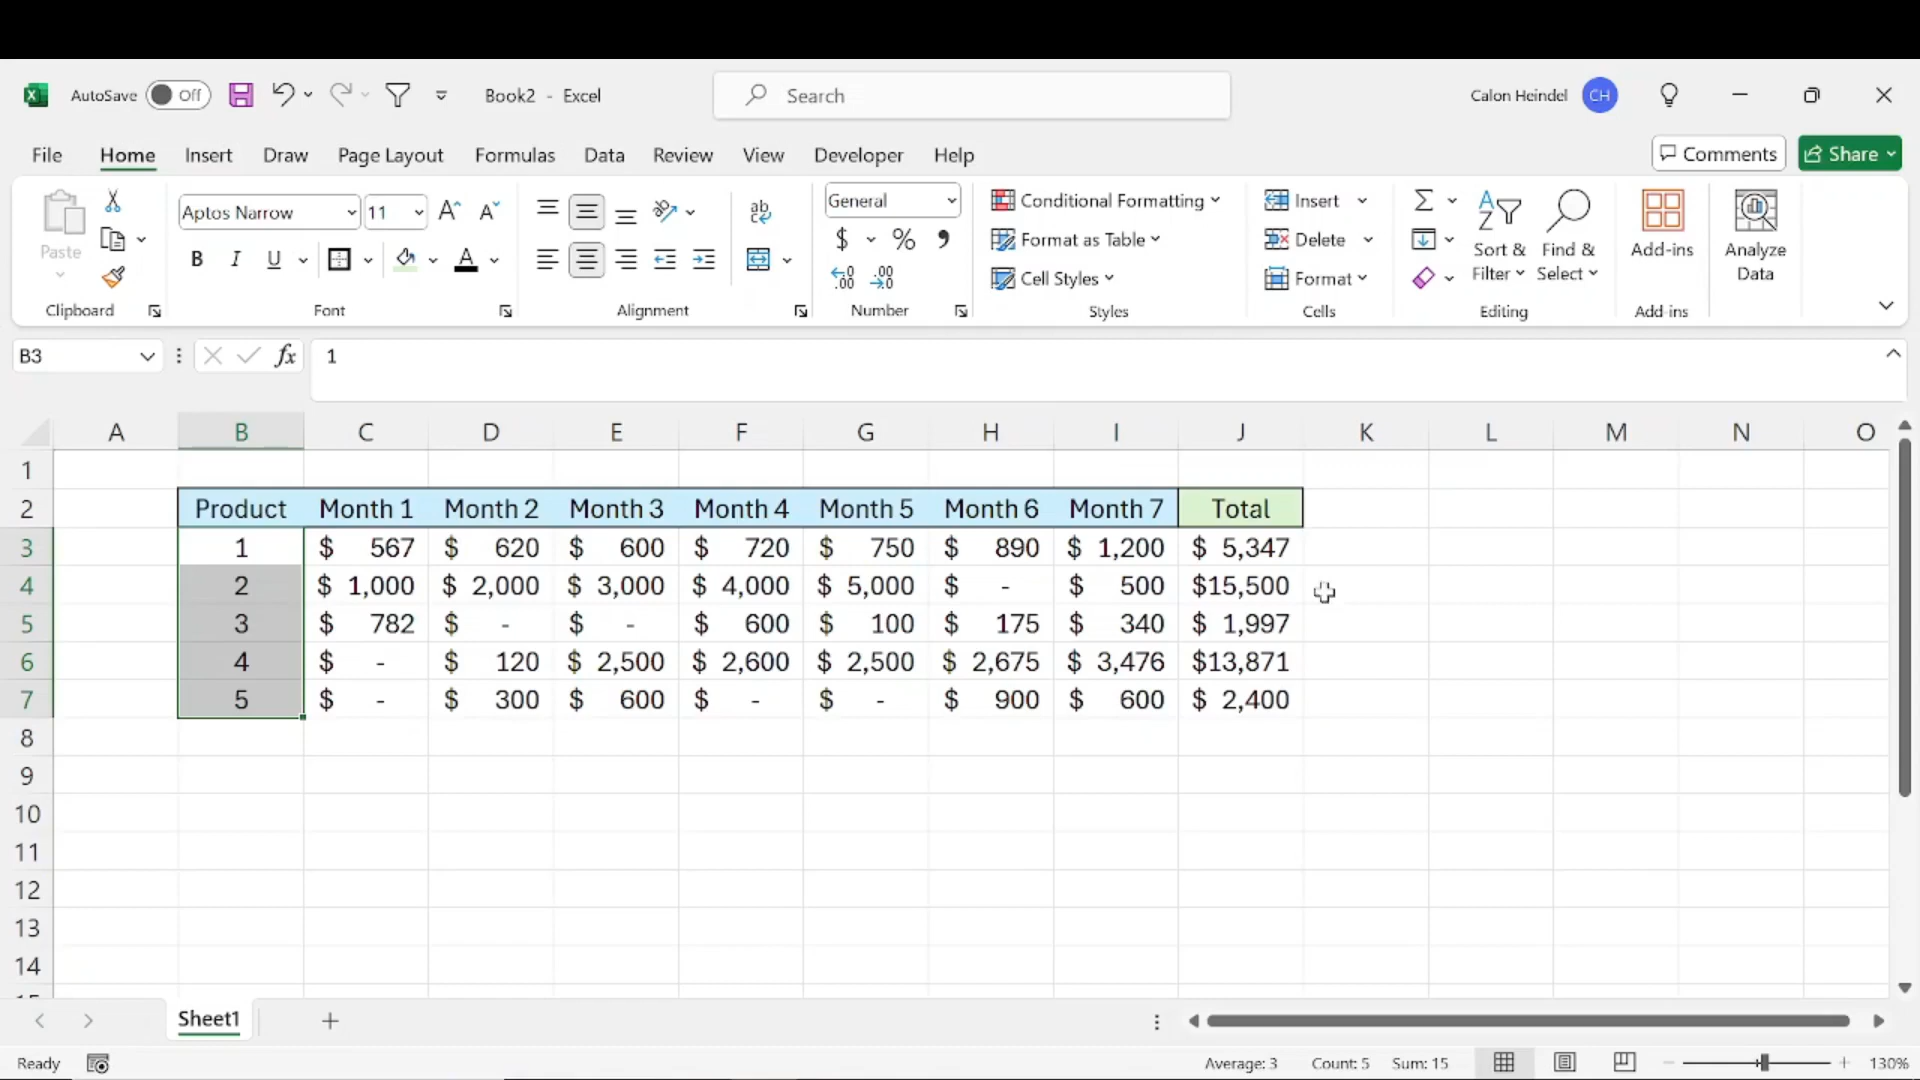 AutoSave Off Book2 - Excel Search Calon Heindel CH
File Home Insert Draw Page Layout Formulas Data Review View Developer Help Comments Share
Paste
Clipboard
Aptos Narrow 11
B I U A
Font
ab
Alignment
General
$ % 9
.00
Number
Conditional Formatting
Format as Table
Cell Styles
Styles
Insert
Delete
Format
Cells
Sort & Filter
Find & Select
Editing
Add-ins
Add-ins
Analyze Data
B3 fx 1
A B C D E F G H I J K L M N O
1
2 Product Month 1 Month 2 Month 3 Month 4 Month 5 Month 6 Month 7 Total
3 1 $ 567 $ 620 $ 600 $ 720 $ 750 $ 890 $ 1,200 $ 5,347
4 2 $ 1,000 $ 2,000 $ 3,000 $ 4,000 $ 5,000 $ - $ 500 $15,500
5 3 $ 782 $ - $ - $ 600 $ 100 $ 175 $ 340 $ 1,997
6 4 $ - $ 120 $ 2,500 $ 2,600 $ 2,500 $ 2,675 $ 3,476 $13,871
7 5 $ - $ 300 $ 600 $ - $ - $ 900 $ 600 $ 2,400
8
9
10
11
12
13
14
Sheet1
Ready Average: 3 Count: 5 Sum: 15 130%